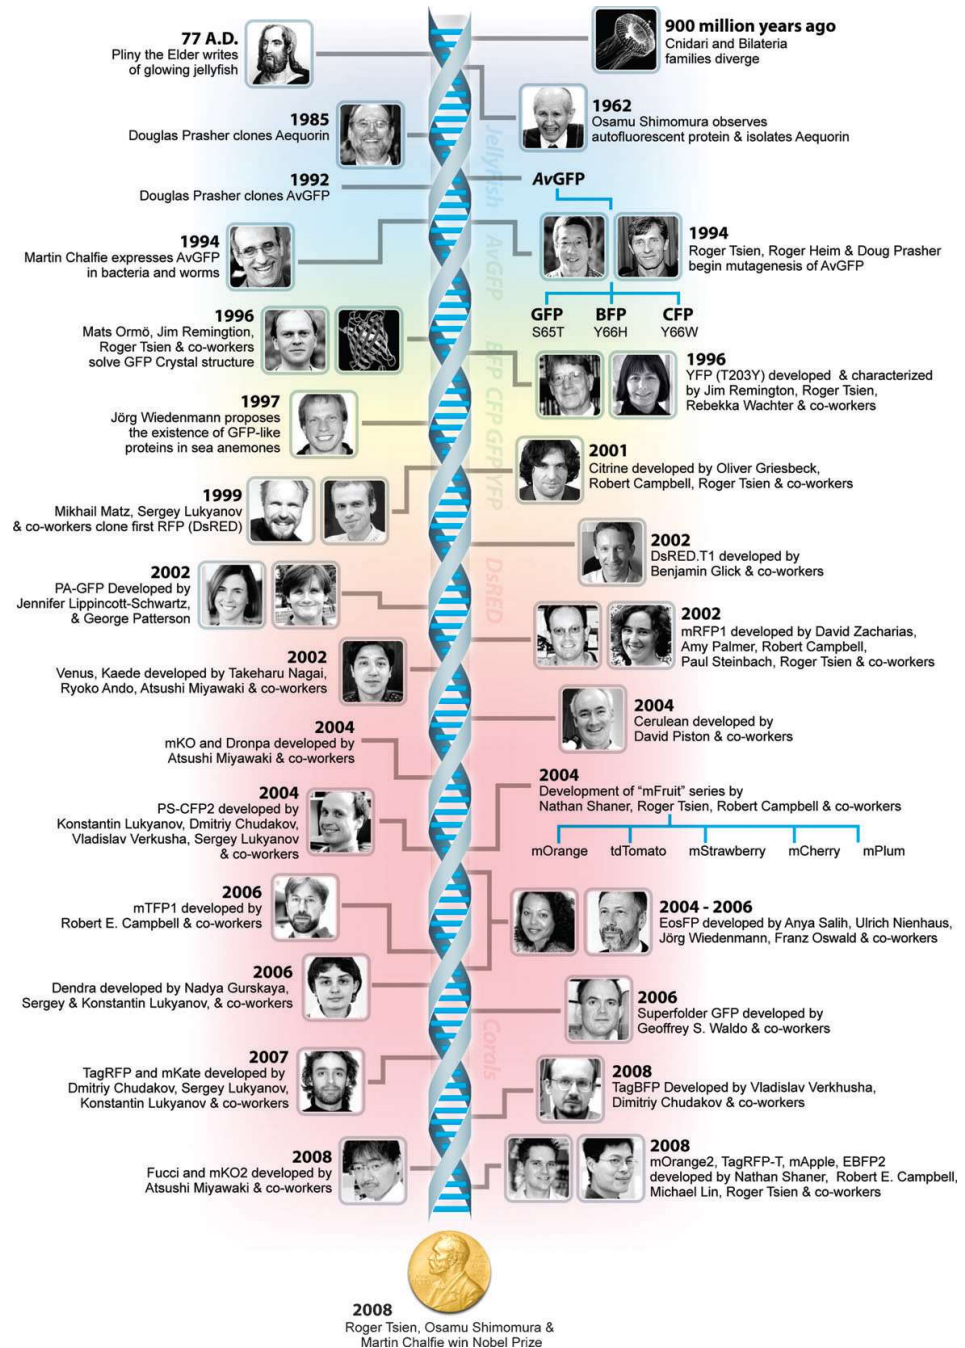 900 million years ago
Cnidari and Bilateria
families diverge
77 A.D.
Pliny the Elder writes
of glowing jellyfish
1962
Osamu Shimomura observes
autofluorescent protein & isolates Aequorin
1985
Douglas Prasher clones Aequorin
Jellyfish
1992
Douglas Prasher clones AvGFP
AvGFP
1994
Roger Tsien, Roger Heim & Doug Prasher
begin mutagenesis of AvGFP
1994
Martin Chalfie expresses AvGFP
in bacteria and worms
AvGFP
GFP BFP CFP
S65T Y66H Y66W
1996
Mats Ormö, Jim Remington,
Roger Tsien & co-workers
solve GFP Crystal structure
1996
YFP (T203Y) developed & characterized
by Jim Remington, Roger Tsien,
Rebekka Wachter & co-workers
BFP CFP GFP YFP
1997
Jörg Wiedenmann proposes
the existence of GFP-like
proteins in sea anemones
2001
Citrine developed by Oliver Griesbeck,
Robert Campbell, Roger Tsien & co-workers
1999
Mikhail Matz, Sergey Lukyanov
& co-workers clone first RFP (DsRED)
2002
DsRED.T1 developed by
Benjamin Glick & co-workers
DsRED
2002
PA-GFP Developed by
Jennifer Lippincott-Schwartz,
& George Patterson
2002
mRFP1 developed by David Zacharias,
Amy Palmer, Robert Campbell,
Paul Steinbach, Roger Tsien & co-workers
2002
Venus, Kaede developed by Takeharu Nagai,
Ryoko Ando, Atsushi Miyawaki & co-workers
2004
Cerulean developed by
David Piston & co-workers
2004
mKO and Dronpa developed by
Atsushi Miyawaki & co-workers
2004
Development of “mFruit” series by
Nathan Shaner, Roger Tsien, Robert Campbell & co-workers
mOrange tdTomato mStrawberry mCherry mPlum
2004
PS-CFP2 developed by
Konstantin Lukyanov, Dmitriy Chudakov,
Vladislav Verkusha, Sergey Lukyanov
& co-workers
2006
mTFP1 developed by
Robert E. Campbell & co-workers
2004 - 2006
EosFP developed by Anya Salih, Ulrich Nienhaus,
Jörg Wiedenmann, Franz Oswald & co-workers
2006
Dendra developed by Nadya Gurskaya,
Sergey & Konstantin Lukyanov, & co-workers
2006
Superfolder GFP developed by
Geoffrey S. Waldo & co-workers
Corals
2007
TagRFP and mKate developed by
Dmitriy Chudakov, Sergey Lukyanov,
Konstantin Lukyanov & co-workers
2008
TagBFP Developed by Vladislav Verkhusha,
Dimitriy Chudakov & co-workers
2008
Fucci and mKO2 developed by
Atsushi Miyawaki & co-workers
2008
mOrange2, TagRFP-T, mApple, EBFP2
developed by Nathan Shaner, Robert E. Campbell,
Michael Lin, Roger Tsien & co-workers
2008
Roger Tsien, Osamu Shimomura &
Martin Chalfie win Nobel Prize